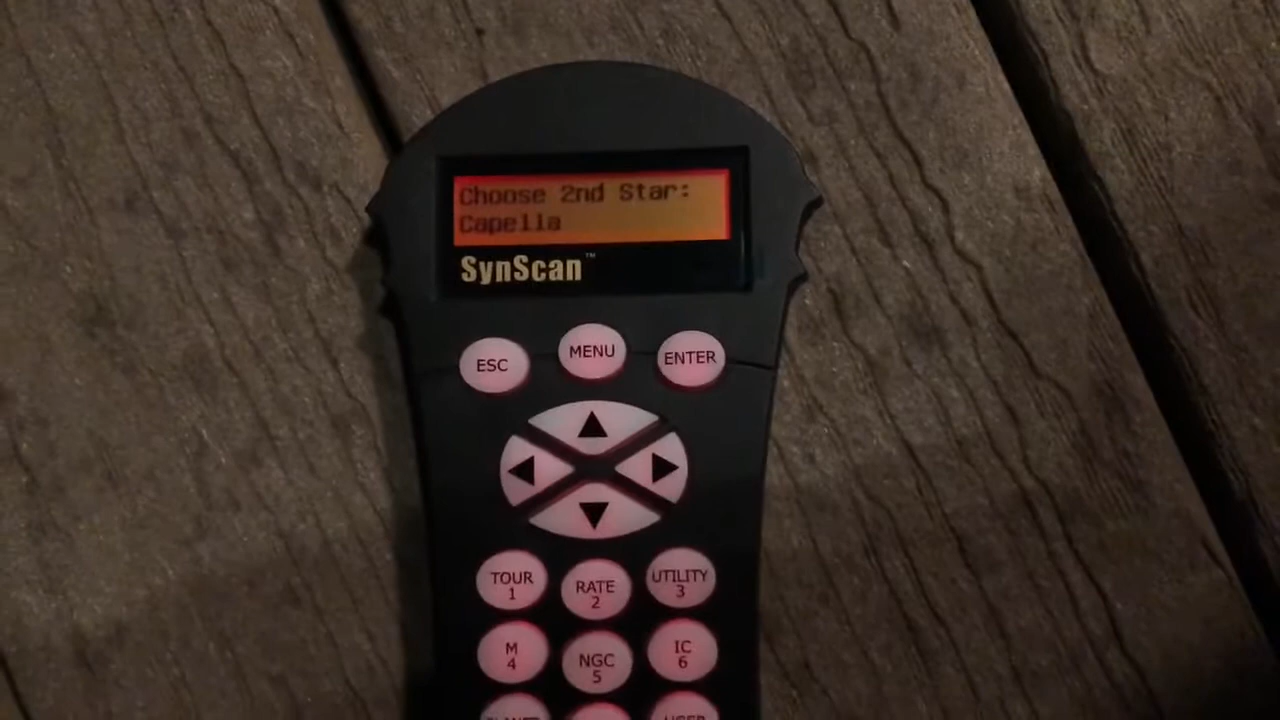 Choose 2nd Star:
Capella
SynScan™
ESC
MENU
ENTER
TOUR
1
RATE
2
UTILITY
3
M
4
NGC
5
IC
6